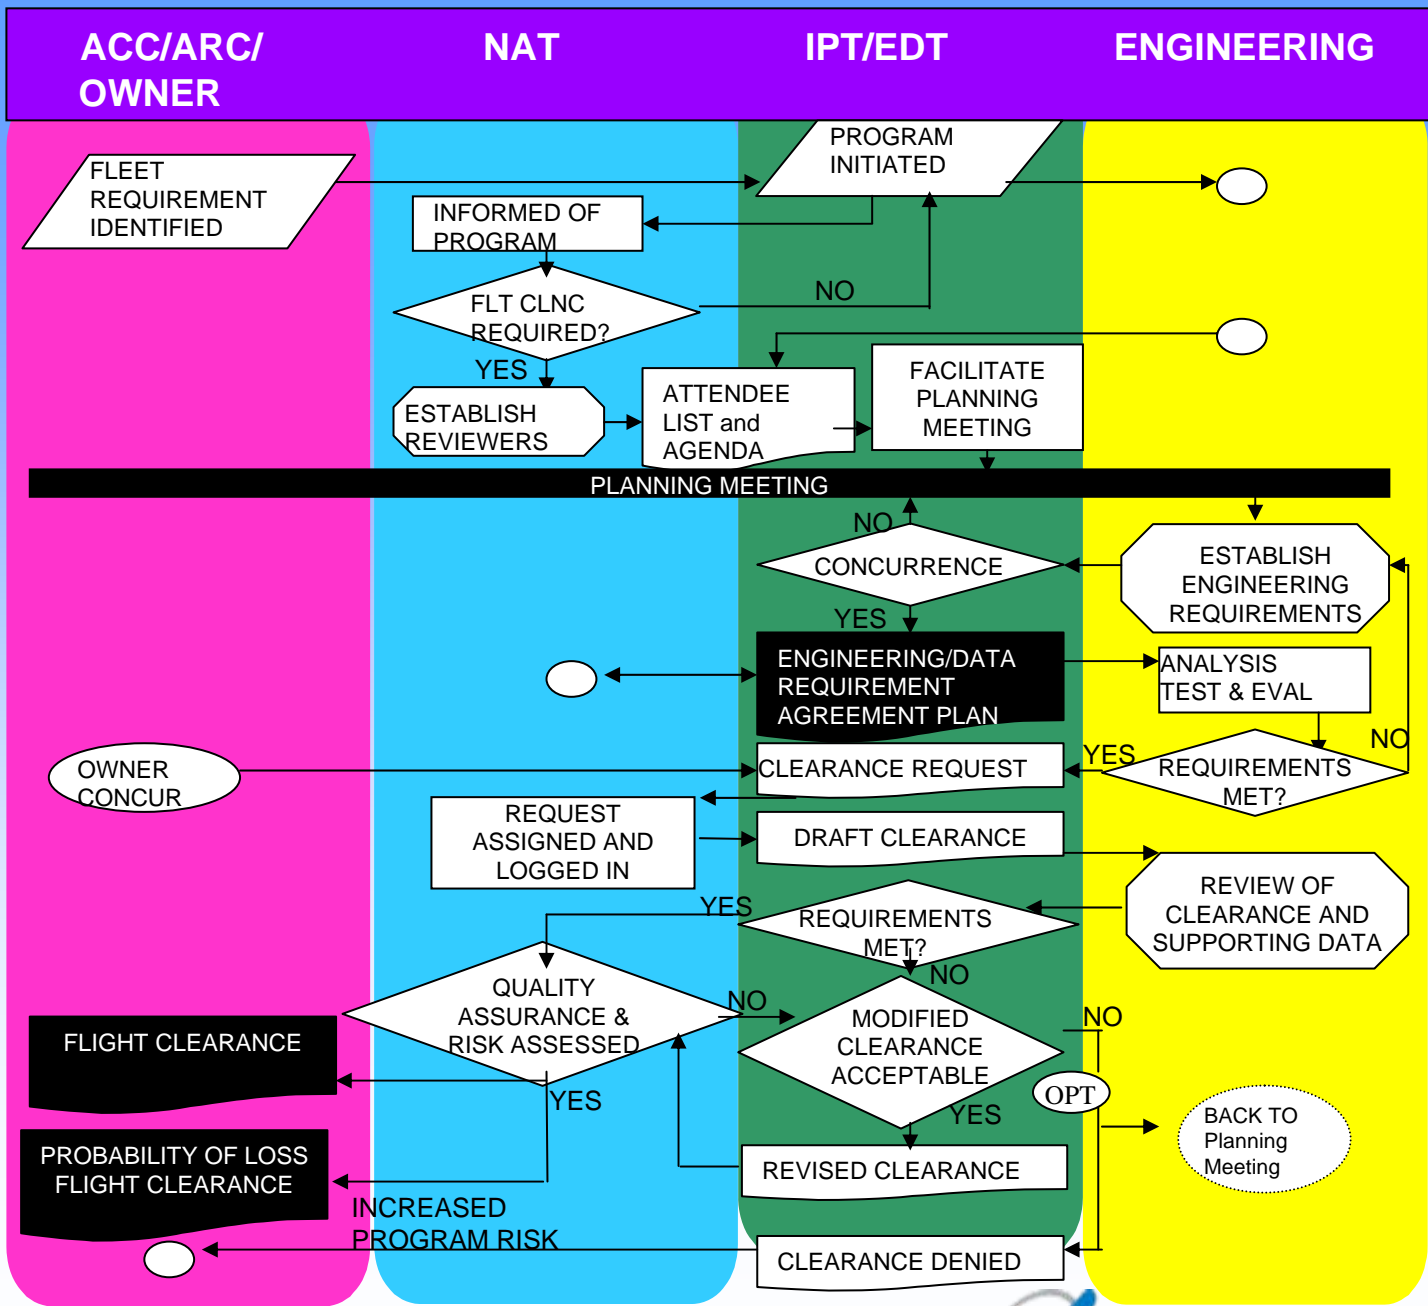 ACC/ARC/
OWNER
NAT
IPT/EDT
ENGINEERING
FLEET
REQUIREMENT
IDENTIFIED
PROGRAM
INITIATED
INFORMED OF
PROGRAM
FLT CLNC
REQUIRED?
NO
YES
ESTABLISH
REVIEWERS
ATTENDEE
LIST and
AGENDA
FACILITATE
PLANNING
MEETING
PLANNING MEETING
NO
CONCURRENCE
YES
ESTABLISH
ENGINEERING
REQUIREMENTS
ENGINEERING/DATA
REQUIREMENT
AGREEMENT PLAN
ANALYSIS
TEST & EVAL
NO
YES
REQUIREMENTS
MET?
OWNER
CONCUR
CLEARANCE REQUEST
REQUEST
ASSIGNED AND
LOGGED IN
DRAFT CLEARANCE
REVIEW OF
CLEARANCE AND
SUPPORTING DATA
YES
REQUIREMENTS
MET?
NO
QUALITY
ASSURANCE &
RISK ASSESSED
NO
YES
MODIFIED
CLEARANCE
ACCEPTABLE
NO
YES
OPT
FLIGHT CLEARANCE
PROBABILITY OF LOSS
FLIGHT CLEARANCE
REVISED CLEARANCE
BACK TO
Planning
Meeting
INCREASED
PROGRAM RISK
CLEARANCE DENIED